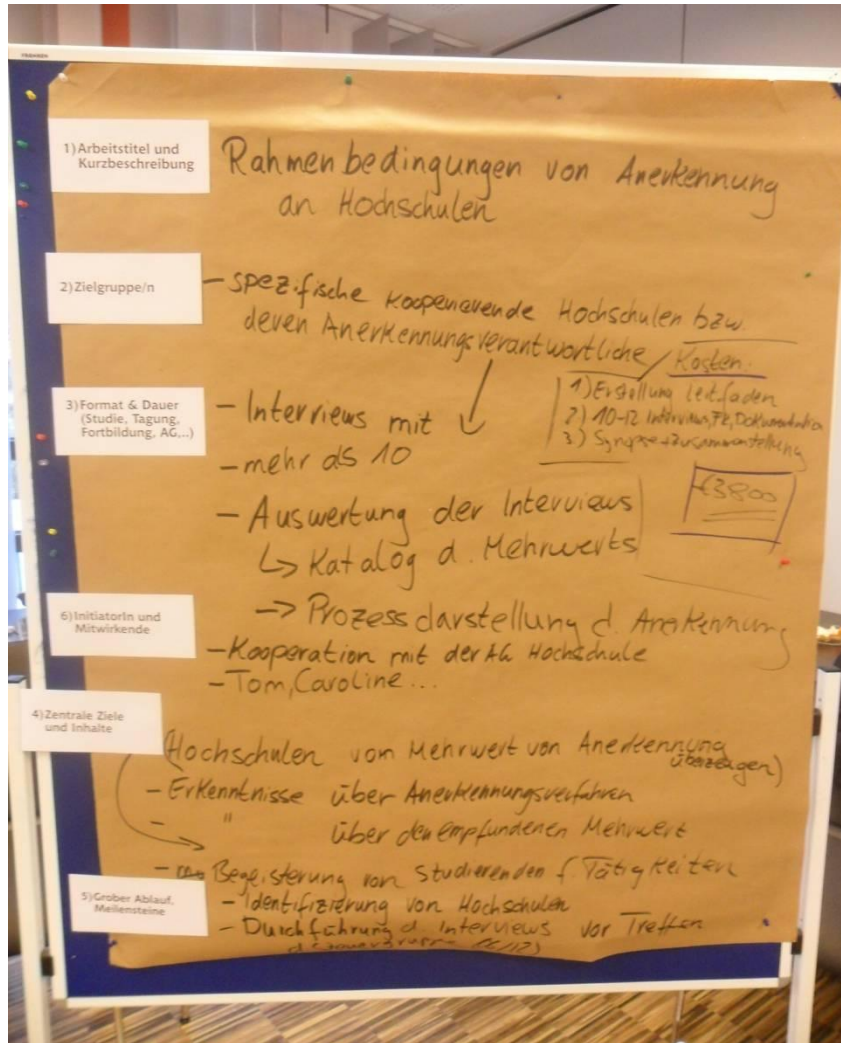 1) Arbeitstitel und
Kurzbeschreibung
Rahmenbedingungen von Anerkennung
an Hochschulen
2) Zielgruppe/n
- spezifische kooperierende Hochschulen bzw.
deren Anerkennungsverantwortliche
Kosten:
1) Erstellung Leitfaden
2) 10-12 Interviews, FK, Dokumentation
3) Synopse + Zusammenstellung
€3800
3) Format & Dauer
(Studie, Tagung,
Fortbildung, AG,...)
- Interviews mit
- mehr als 10
- Auswertung der Interviews
↳ Katalog d. Mehrwerts
-> Prozessdarstellung d. Anerkennung
6) InitiatorIn und
Mitwirkende
- Kooperation mit der AG Hochschule
- Tom, Caroline ...
4) Zentrale Ziele
und Inhalte
Hochschulen vom Mehrwert von Anerkennung
überzeugen)
- Erkenntnisse über Anerkennungsverfahren
- " über den empfundenen Mehrwert
- Begeisterung von Studierenden f. Tätigkeiten
5) Grober Ablauf,
Meilensteine
- Identifizierung von Hochschulen
- Durchführung d. Interviews vor Treffen